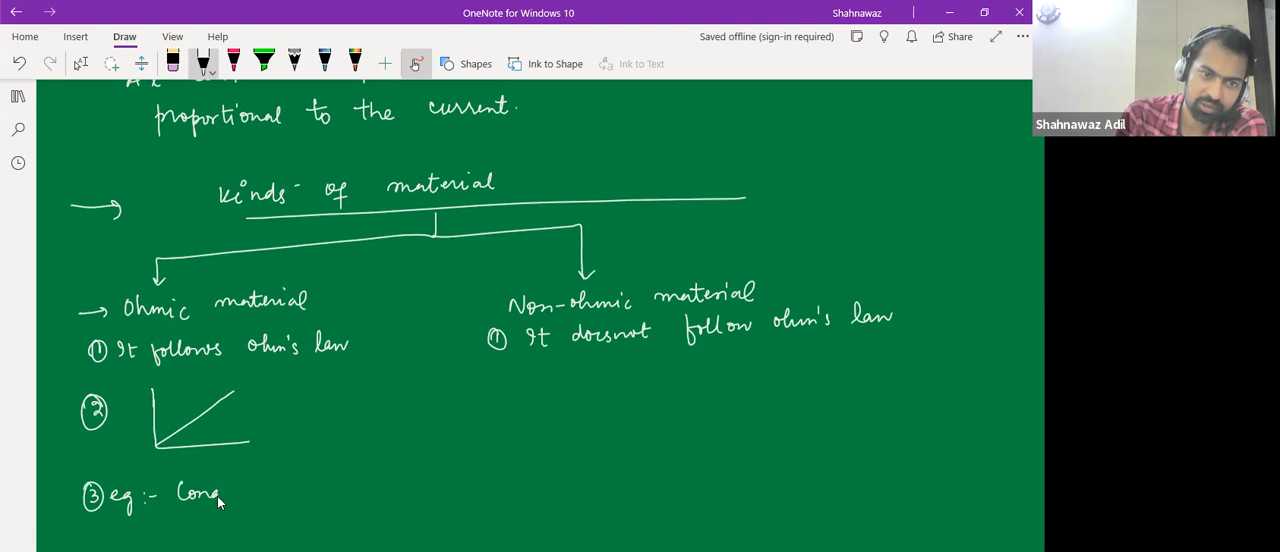 OneNote for Windows 10
Shahnawaz
Home Insert Draw View Help
Saved offline (sign-in required)
Share
Shapes
Ink to Shape
Ink to Text
Shahnawaz Adil
proportional to the current.
Kinds of material
Ohmic material
① It follows ohm's law
②
③ eg :- Con
Non-ohmic material
① It doesnot follow ohm's law